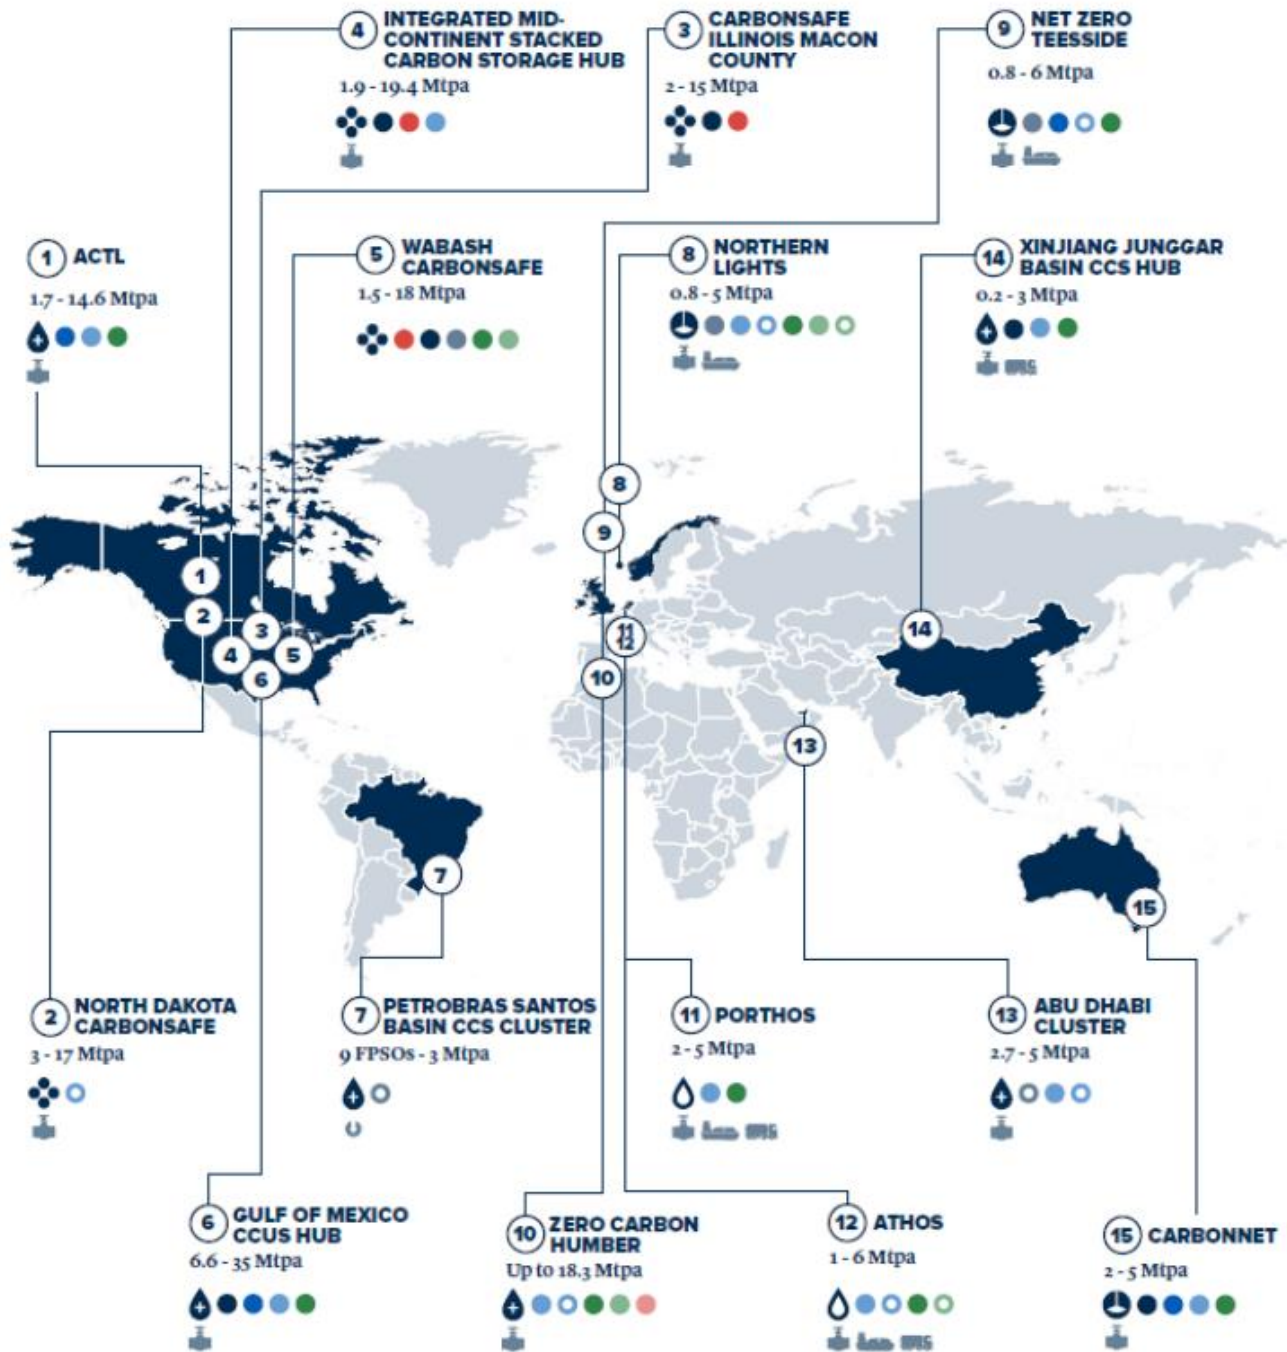 4 INTEGRATED MID-
CONTINENT STACKED
CARBON STORAGE HUB
1.9 - 19.4 Mtpa
3 CARBONSAFE
ILLINOIS MACON
COUNTY
2 - 15 Mtpa
9 NET ZERO
TEESSIDE
0.8 - 6 Mtpa
1 ACTL
1.7 - 14.6 Mtpa
5 WABASH
CARBONSAFE
1.5 - 18 Mtpa
8 NORTHERN
LIGHTS
0.8 - 5 Mtpa
14 XINJIANG JUNGGAR
BASIN CCS HUB
0.2 - 3 Mtpa
8
9
1
2
3
4
5
6
11
12
10
14
13
7
15
2 NORTH DAKOTA
CARBONSAFE
3 - 17 Mtpa
7 PETROBRAS SANTOS
BASIN CCS CLUSTER
9 FPSOs - 3 Mtpa
11 PORTHOS
2 - 5 Mtpa
13 ABU DHABI
CLUSTER
2.7 - 5 Mtpa
6 GULF OF MEXICO
CCUS HUB
6.6 - 35 Mtpa
10 ZERO CARBON
HUMBER
Up to 18.3 Mtpa
12 ATHOS
1 - 6 Mtpa
15 CARBONNET
2 - 5 Mtpa